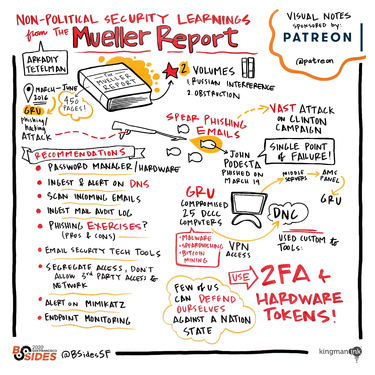 NON-POLITICAL SECURITY LEARNINGS
from THE Mueller Report
VISUAL NOTES
SPONSORED BY:
PATREON
@patreon
ARKADIY
TETELMAN
THE
MUELLER
REPORT
450
PAGES!
2 VOLUMES
1. RUSSIAN INTERFERENCE
2. OBSTRUCTION
MARCH - JUNE
2016
GRU
phishing/
hacking
ATTACK
SPEAR PHISHING
EMAILS
VAST ATTACK
ON CLINTON
CAMPAIGN
JOHN
PODESTA
PHISHED ON
MARCH 19
SINGLE POINT
OF FAILURE!
RECOMMENDATIONS
PASSWORD MANAGER/HARDWARE
INGEST & ALERT ON DNS
SCAN INCOMING EMAILS
INGEST MAIL AUDIT LOG
PHISHING EXERCISES?
(PROS & CONS)
EMAIL SECURITY TECH TOOLS
SEGREGATE ACCESS, DON'T
ALLOW 3RD PARTY ACCESS TO
NETWORK
ALERT ON MIMIKATZ
ENDPOINT MONITORING
GRU
COMPROMISED
25 DCCC
COMPUTERS
MALWARE
SPEARPHISHING
BITCOIN
MINING
VPN
ACCESS
DNC
MIDDLE
SERVERS
AMC
PANEL
GRU
USED CUSTOM
TOOLS:
FEW OF US
CAN DEFEND
OURSELVES
AGAINST A NATION
STATE
USE 2FA &
HARDWARE
TOKENS!
BSIDES
2022
@BSidesSF
kingmanink